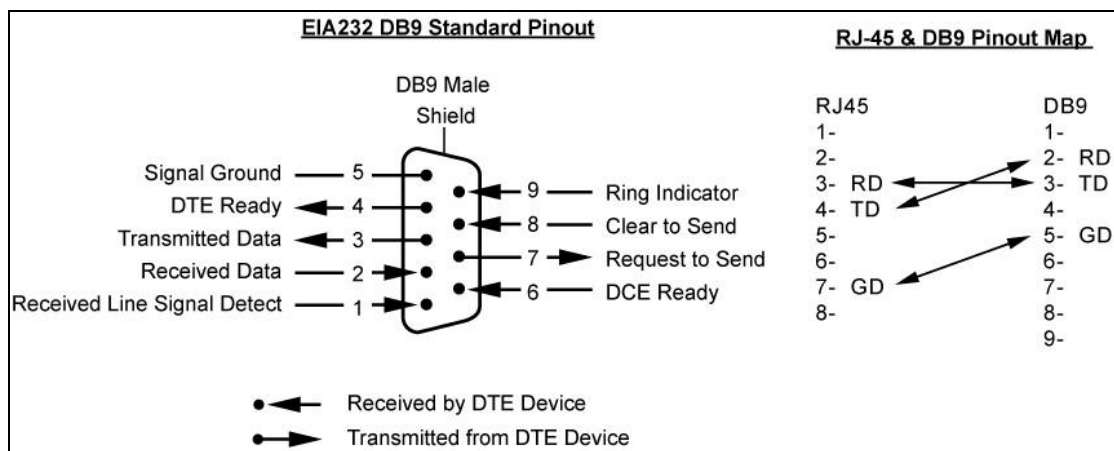 EIA232 DB9 Standard Pinout
DB9 Male
Shield
Signal Ground 5
DTE Ready 4
Transmitted Data 3
Received Data 2
Received Line Signal Detect 1
9 Ring Indicator
8 Clear to Send
7 Request to Send
6 DCE Ready
Received by DTE Device
Transmitted from DTE Device
RJ-45 & DB9 Pinout Map
RJ45
1-
2-
3- RD
4- TD
5-
6-
7- GD
8-
DB9
1-
2- RD
3- TD
4-
5- GD
6-
7-
8-
9-